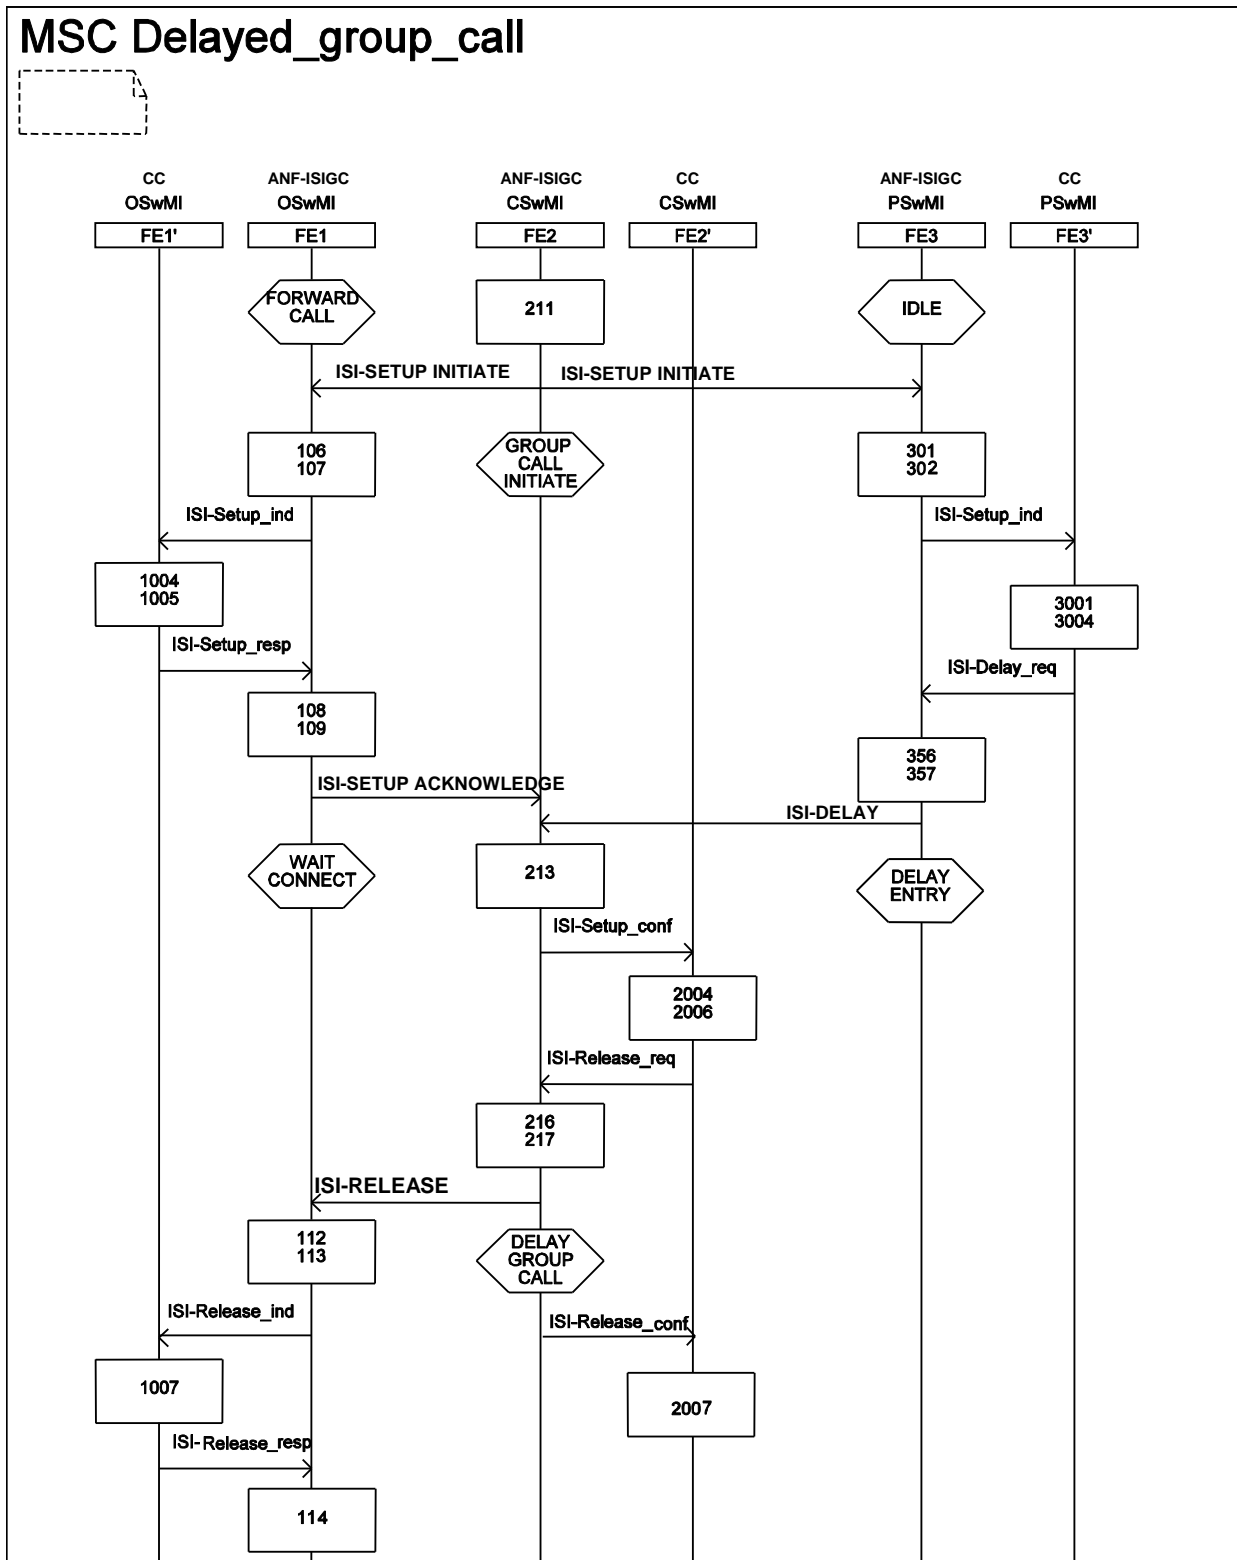 MSC Delayed_group_call
CC ANF-ISIGC ANF-ISIGC CC ANF-ISIGC CC
OSwMI OSwMI CSwMI CSwMI PSwMI PSwMI
FE1' FE1 FE2 FE2' FE3 FE3'
FORWARD
CALL
211
IDLE
ISI-SETUP INITIATE ISI-SETUP INITIATE
106
107
GROUP
CALL
INITIATE
301
302
ISI-Setup_ind ISI-Setup_ind
1004
1005
3001
3004
ISI-Setup_resp
ISI-Delay_req
108
109
356
357
ISI-SETUP ACKNOWLEDGE
ISI-DELAY
WAIT
CONNECT
213
DELAY
ENTRY
ISI-Setup_conf
2004
2006
ISI-Release_req
216
217
ISI-RELEASE
112
113
DELAY
GROUP
CALL
ISI-Release_ind
ISI-Release_conf
1007
2007
ISI-Release_resp
114